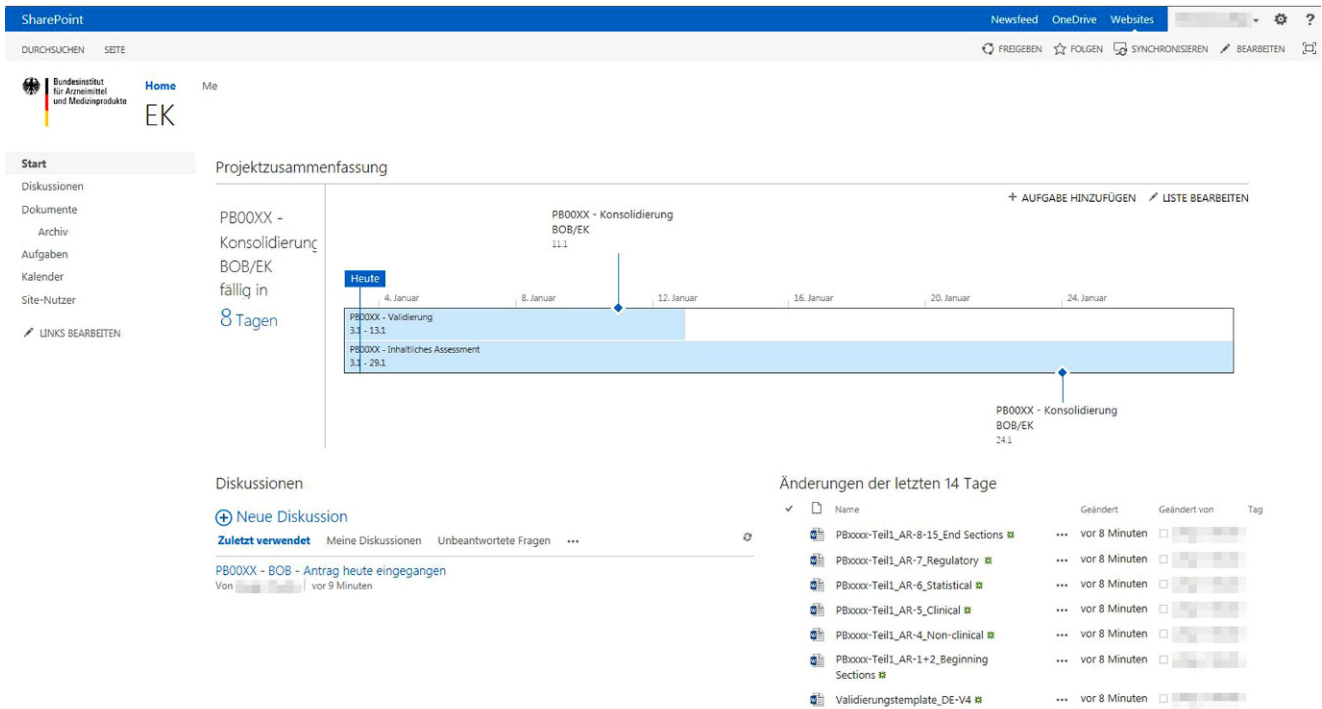 SharePoint
Newsfeed OneDrive Websites
?
DURCHSUCHEN SEITE
FREIGEBEN FOLGEN SYNCHRONISIEREN BEARBEITEN
Bundesinstitut
für Arzneimittel
und Medizinprodukte
Home Me
EK
Start
Diskussionen
Dokumente
Archiv
Aufgaben
Kalender
Site-Nutzer
LINKS BEARBEITEN
Projektzusammenfassung
+ AUFGABE HINZUFÜGEN LISTE BEARBEITEN
PB00XX -
Konsolidierung
BOB/EK
fällig in
8 Tagen
PB00XX - Konsolidierung
BOB/EK
11.1
Heute
4. Januar 8. Januar 12. Januar 16. Januar 20. Januar 24. Januar
PB00XX - Validierung
3.1 - 13.1
PB00XX - Inhaltliches Assessment
3.1 - 29.1
PB00XX - Konsolidierung
BOB/EK
24.1
Diskussionen
Neue Diskussion
Zuletzt verwendet Meine Diskussionen Unbeantwortete Fragen ...
PB00XX - BOB - Antrag heute eingegangen
Von vor 9 Minuten
Änderungen der letzten 14 Tage
Name Geändert Geändert von Tag
PBxxxx-Teil1_AR-8-15_End Sections ... vor 8 Minuten
PBxxxx-Teil1_AR-7_Regulatory ... vor 8 Minuten
PBxxxx-Teil1_AR-6_Statistical ... vor 8 Minuten
PBxxxx-Teil1_AR-5_Clinical ... vor 8 Minuten
PBxxxx-Teil1_AR-4_Non-clinical ... vor 8 Minuten
PBxxxx-Teil1_AR-1+2_Beginning ... vor 8 Minuten
Sections
Validierungstemplate_DE-V4 ... vor 8 Minuten